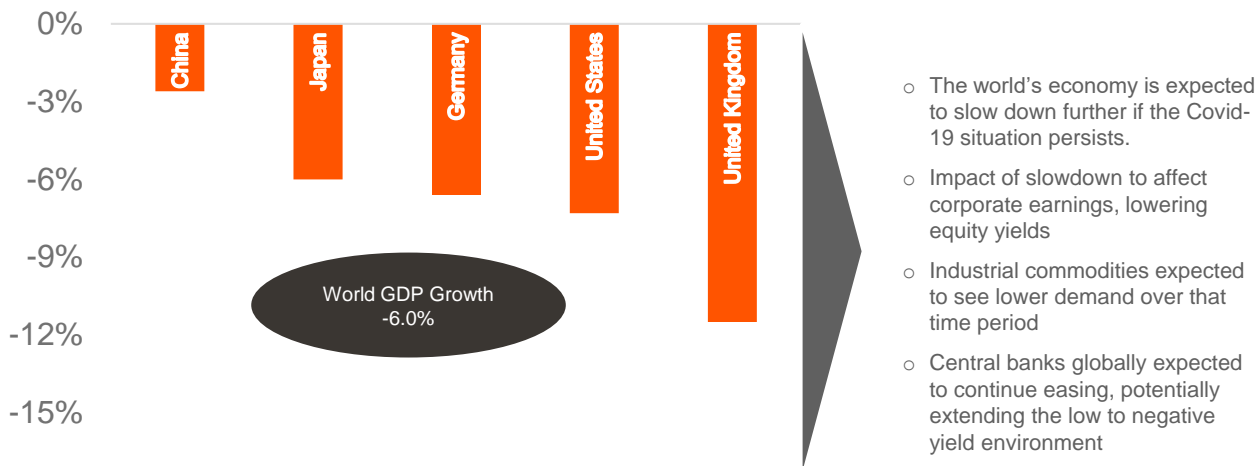 0%
-3%
-6%
-9%
-12%
-15%
China
Japan
Germany
United States
United Kingdom
World GDP Growth
-6.0%
○ The world’s economy is expected
to slow down further if the Covid-
19 situation persists.
○ Impact of slowdown to affect
corporate earnings, lowering
equity yields
○ Industrial commodities expected
to see lower demand over that
time period
○ Central banks globally expected
to continue easing, potentially
extending the low to negative
yield environment